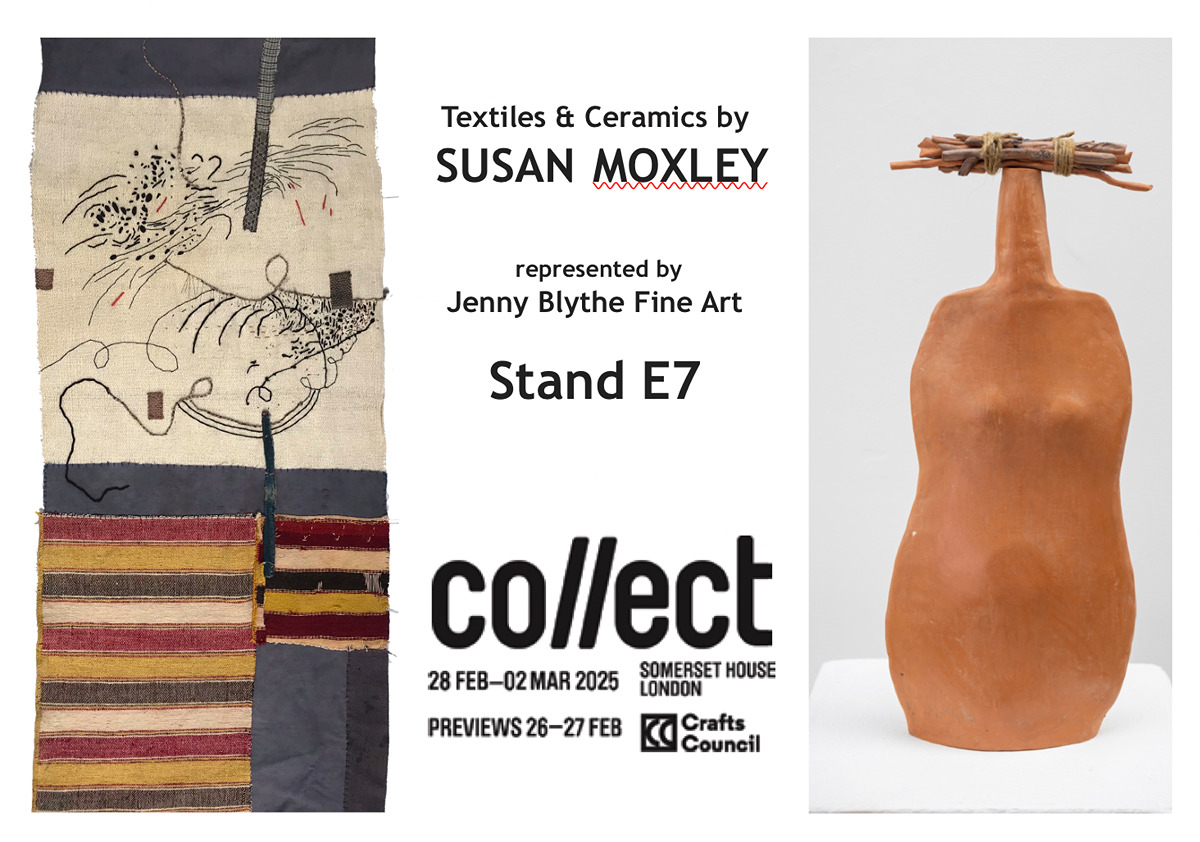 Textiles & Ceramics by
SUSAN MOXLEY
represented by
Jenny Blythe Fine Art
Stand E7
co//ect
28 FEB–02 MAR 2025
SOMERSET HOUSE
LONDON
PREVIEWS 26–27 FEB
Crafts
Council